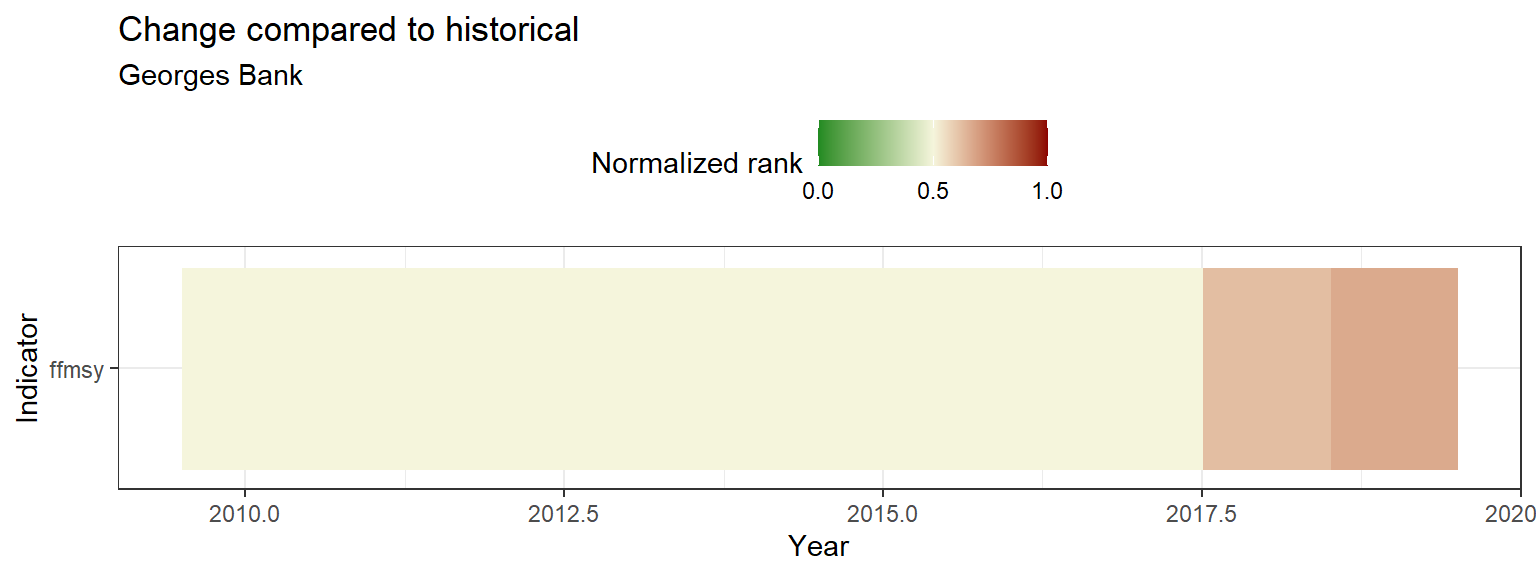 Change compared to historical
Georges Bank
Normalized rank
0.0 0.5 1.0
Indicator
ffmsy
2010.0 2012.5 2015.0 2017.5 2020
Year